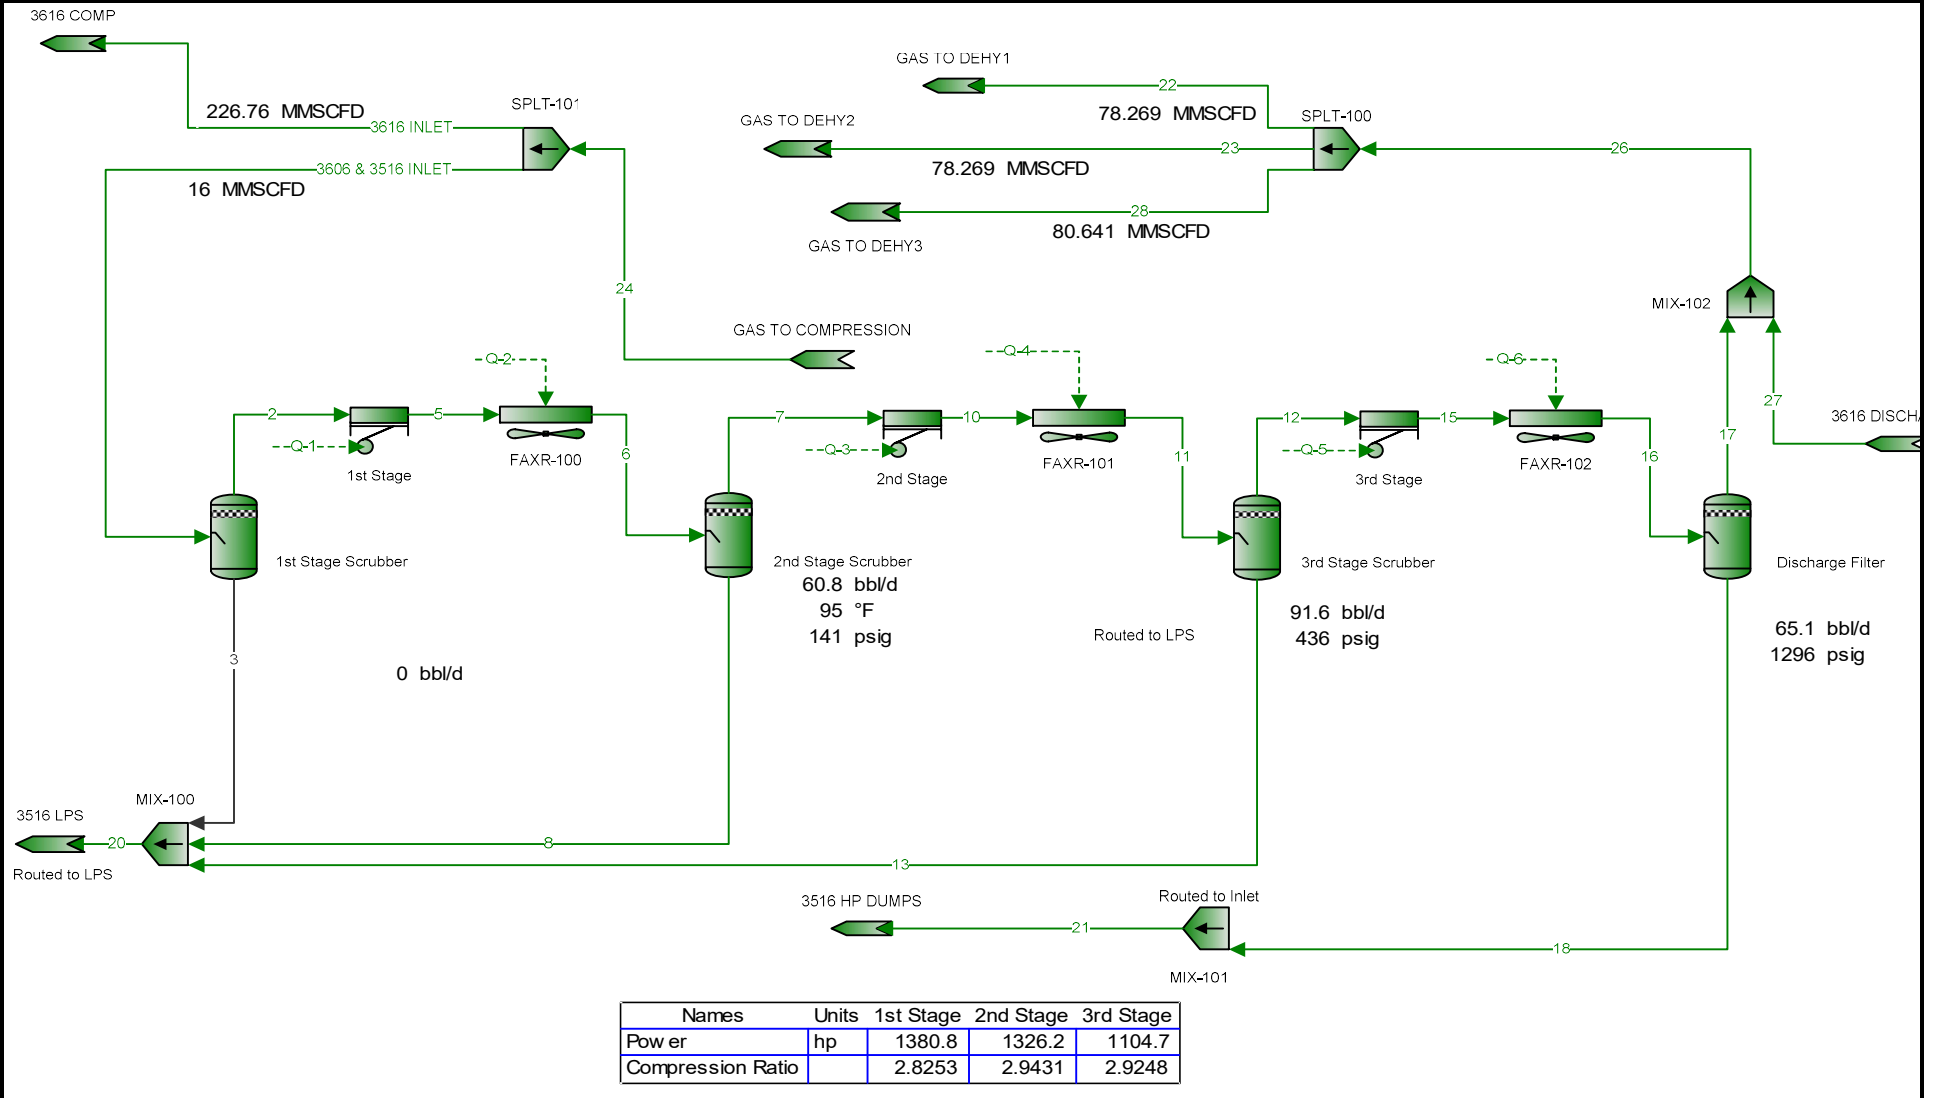 3616 COMP
226.76 MMSCFD
3616 INLET
SPLT-101
3606 & 3516 INLET
16 MMSCFD
24
GAS TO COMPRESSION
GAS TO DEHY1
22
78.269 MMSCFD
SPLT-100
GAS TO DEHY2
23
78.269 MMSCFD
26
28
80.641 MMSCFD
GAS TO DEHY3
MIX-102
27
17
3616 DISCH
2
Q-1
1st Stage
5
Q-2
FAXR-100
6
7
Q-3
2nd Stage
10
Q-4
FAXR-101
11
12
Q-5
3rd Stage
15
Q-6
FAXR-102
16
1st Stage Scrubber
2nd Stage Scrubber
60.8 bbl/d
95 °F
141 psig
Routed to LPS
3rd Stage Scrubber
91.6 bbl/d
436 psig
Discharge Filter
65.1 bbl/d
1296 psig
3
0 bbl/d
MIX-100
3516 LPS
20
Routed to LPS
8
13
3516 HP DUMPS
21
Routed to Inlet
MIX-101
18
Names Units 1st Stage 2nd Stage 3rd Stage
Power hp 1380.8 1326.2 1104.7
Compression Ratio 2.8253 2.9431 2.9248